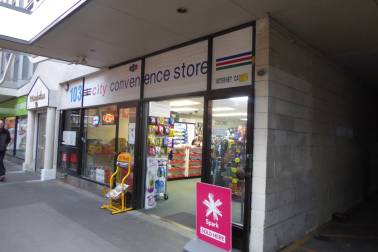 103 city convenience store
INTERNET CAFE
Spark